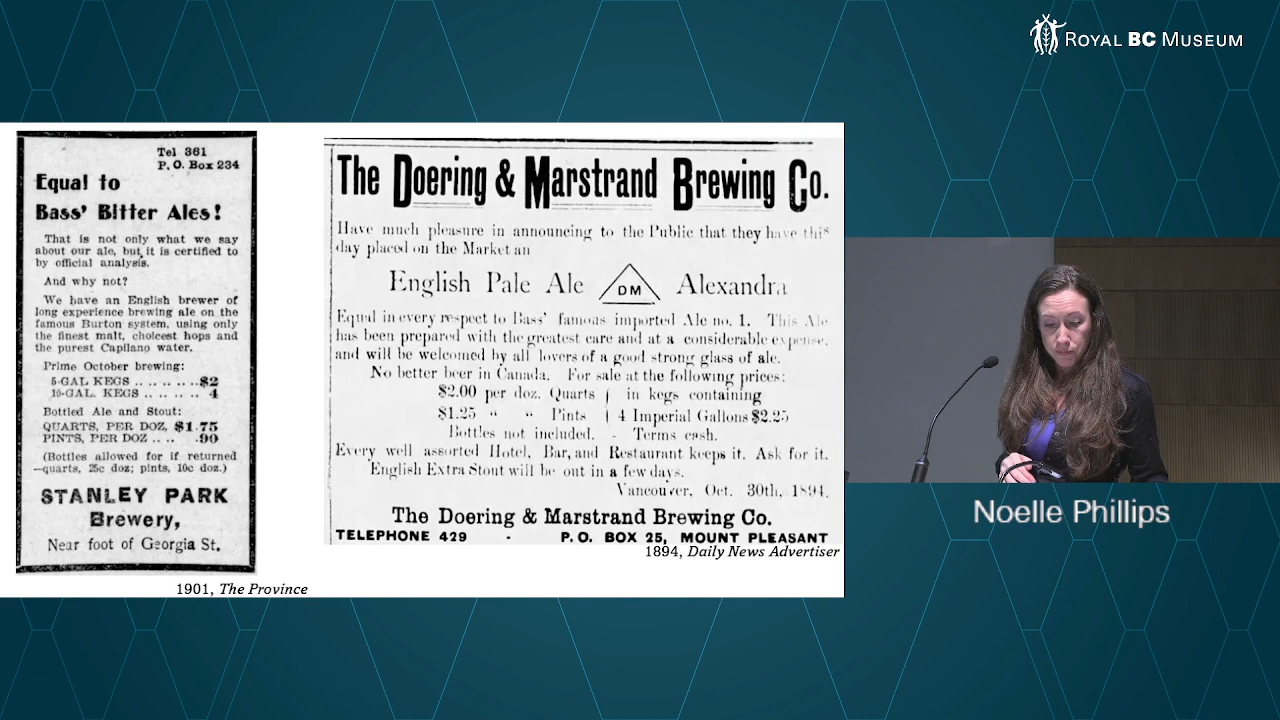 ROYAL BC MUSEUM
Tel 361
P. O. Box 234
Equal to
Bass' Bitter Ales!
That is not only what we say
about our ale, but it is certified to
by official analysis.
And why not?
We have an English brewer of
long experience brewing ale on the
famous Burton system, using only
the finest malt, choicest hops and
the purest Capilano water.
Prime October brewing:
5-GAL KEGS .. .. .. ..$2
10-GAL. KEGS .. .. .. .. 4
Bottled Ale and Stout:
QUARTS, PER DOZ, $1.75
PINTS, PER DOZ .. .. .90
(Bottles allowed for if returned
—quarts, 25c doz; pints, 10c doz.)
STANLEY PARK
Brewery,
Near foot of Georgia St.
1901, The Province
The Doering & Marstrand Brewing Co.
Have much pleasure in announcing to the Public that they have this
day placed on the Market an
English Pale Ale DM Alexandra
Equal in every respect to Bass' famous imported Ale no. 1. This Ale
has been prepared with the greatest care and at a considerable expense,
and will be welcomed by all lovers of a good strong glass of ale.
No better beer in Canada. For sale at the following prices:
$2.00 per doz. Quarts ( in kegs containing
$1.25 " " Pints ( 4 Imperial Gallons $2.25
Bottles not included. - Terms cash.
Every well assorted Hotel, Bar, and Restaurant keeps it. Ask for it.
English Extra Stout will be out in a few days.
Vancouver, Oct. 30th, 1894.
The Doering & Marstrand Brewing Co.
TELEPHONE 429 - P. O. BOX 25, MOUNT PLEASANT
1894, Daily News Advertiser
Noelle Phillips